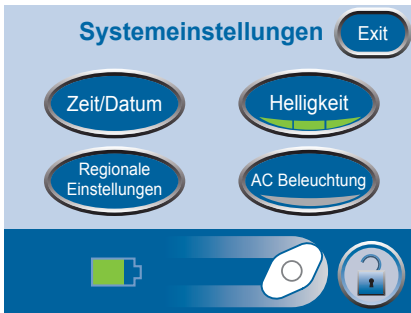 Systemeinstellungen
Exit
Zeit/Datum
Helligkeit
Regionale
Einstellungen
AC Beleuchtung